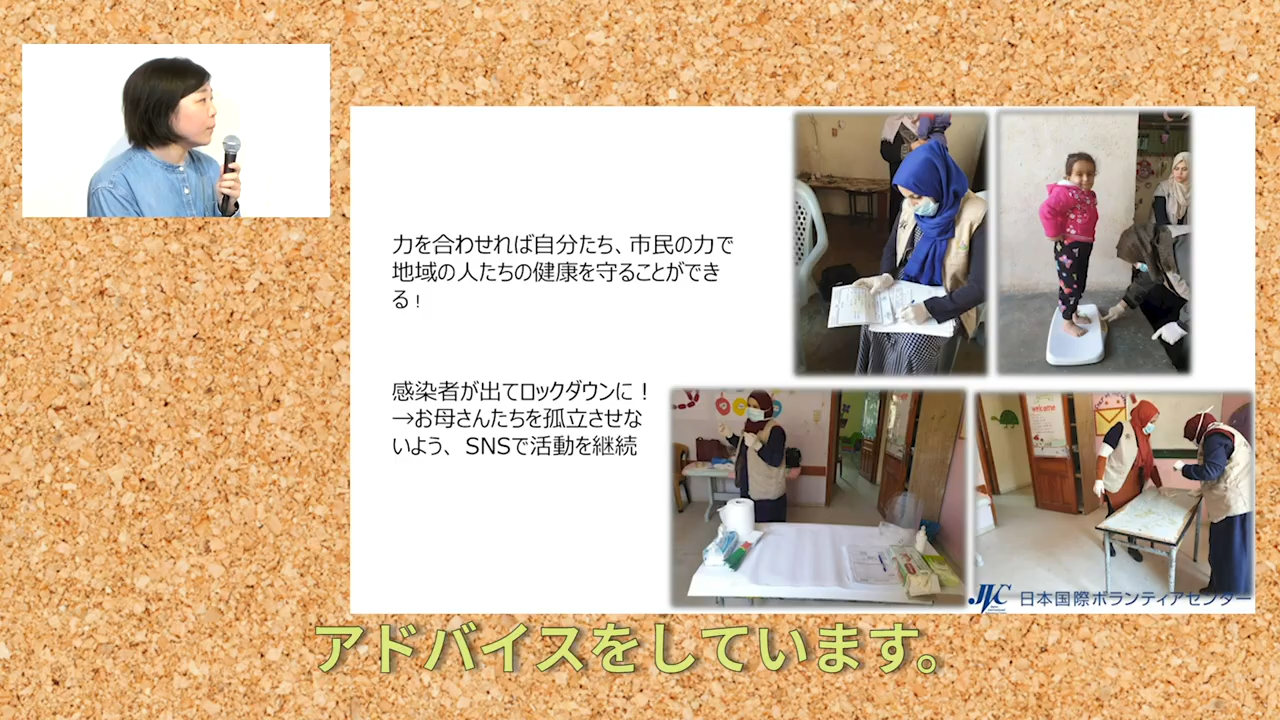 力を合わせれば自分たち、市民の力で
地域の人たちの健康を守ることができ
る！
感染者が出てロックダウンに！
→お母さんたちを孤立させな
いよう、SNSで活動を継続
welcome
JVC 日本国際ボランティアセンター
アドバイスをしています。